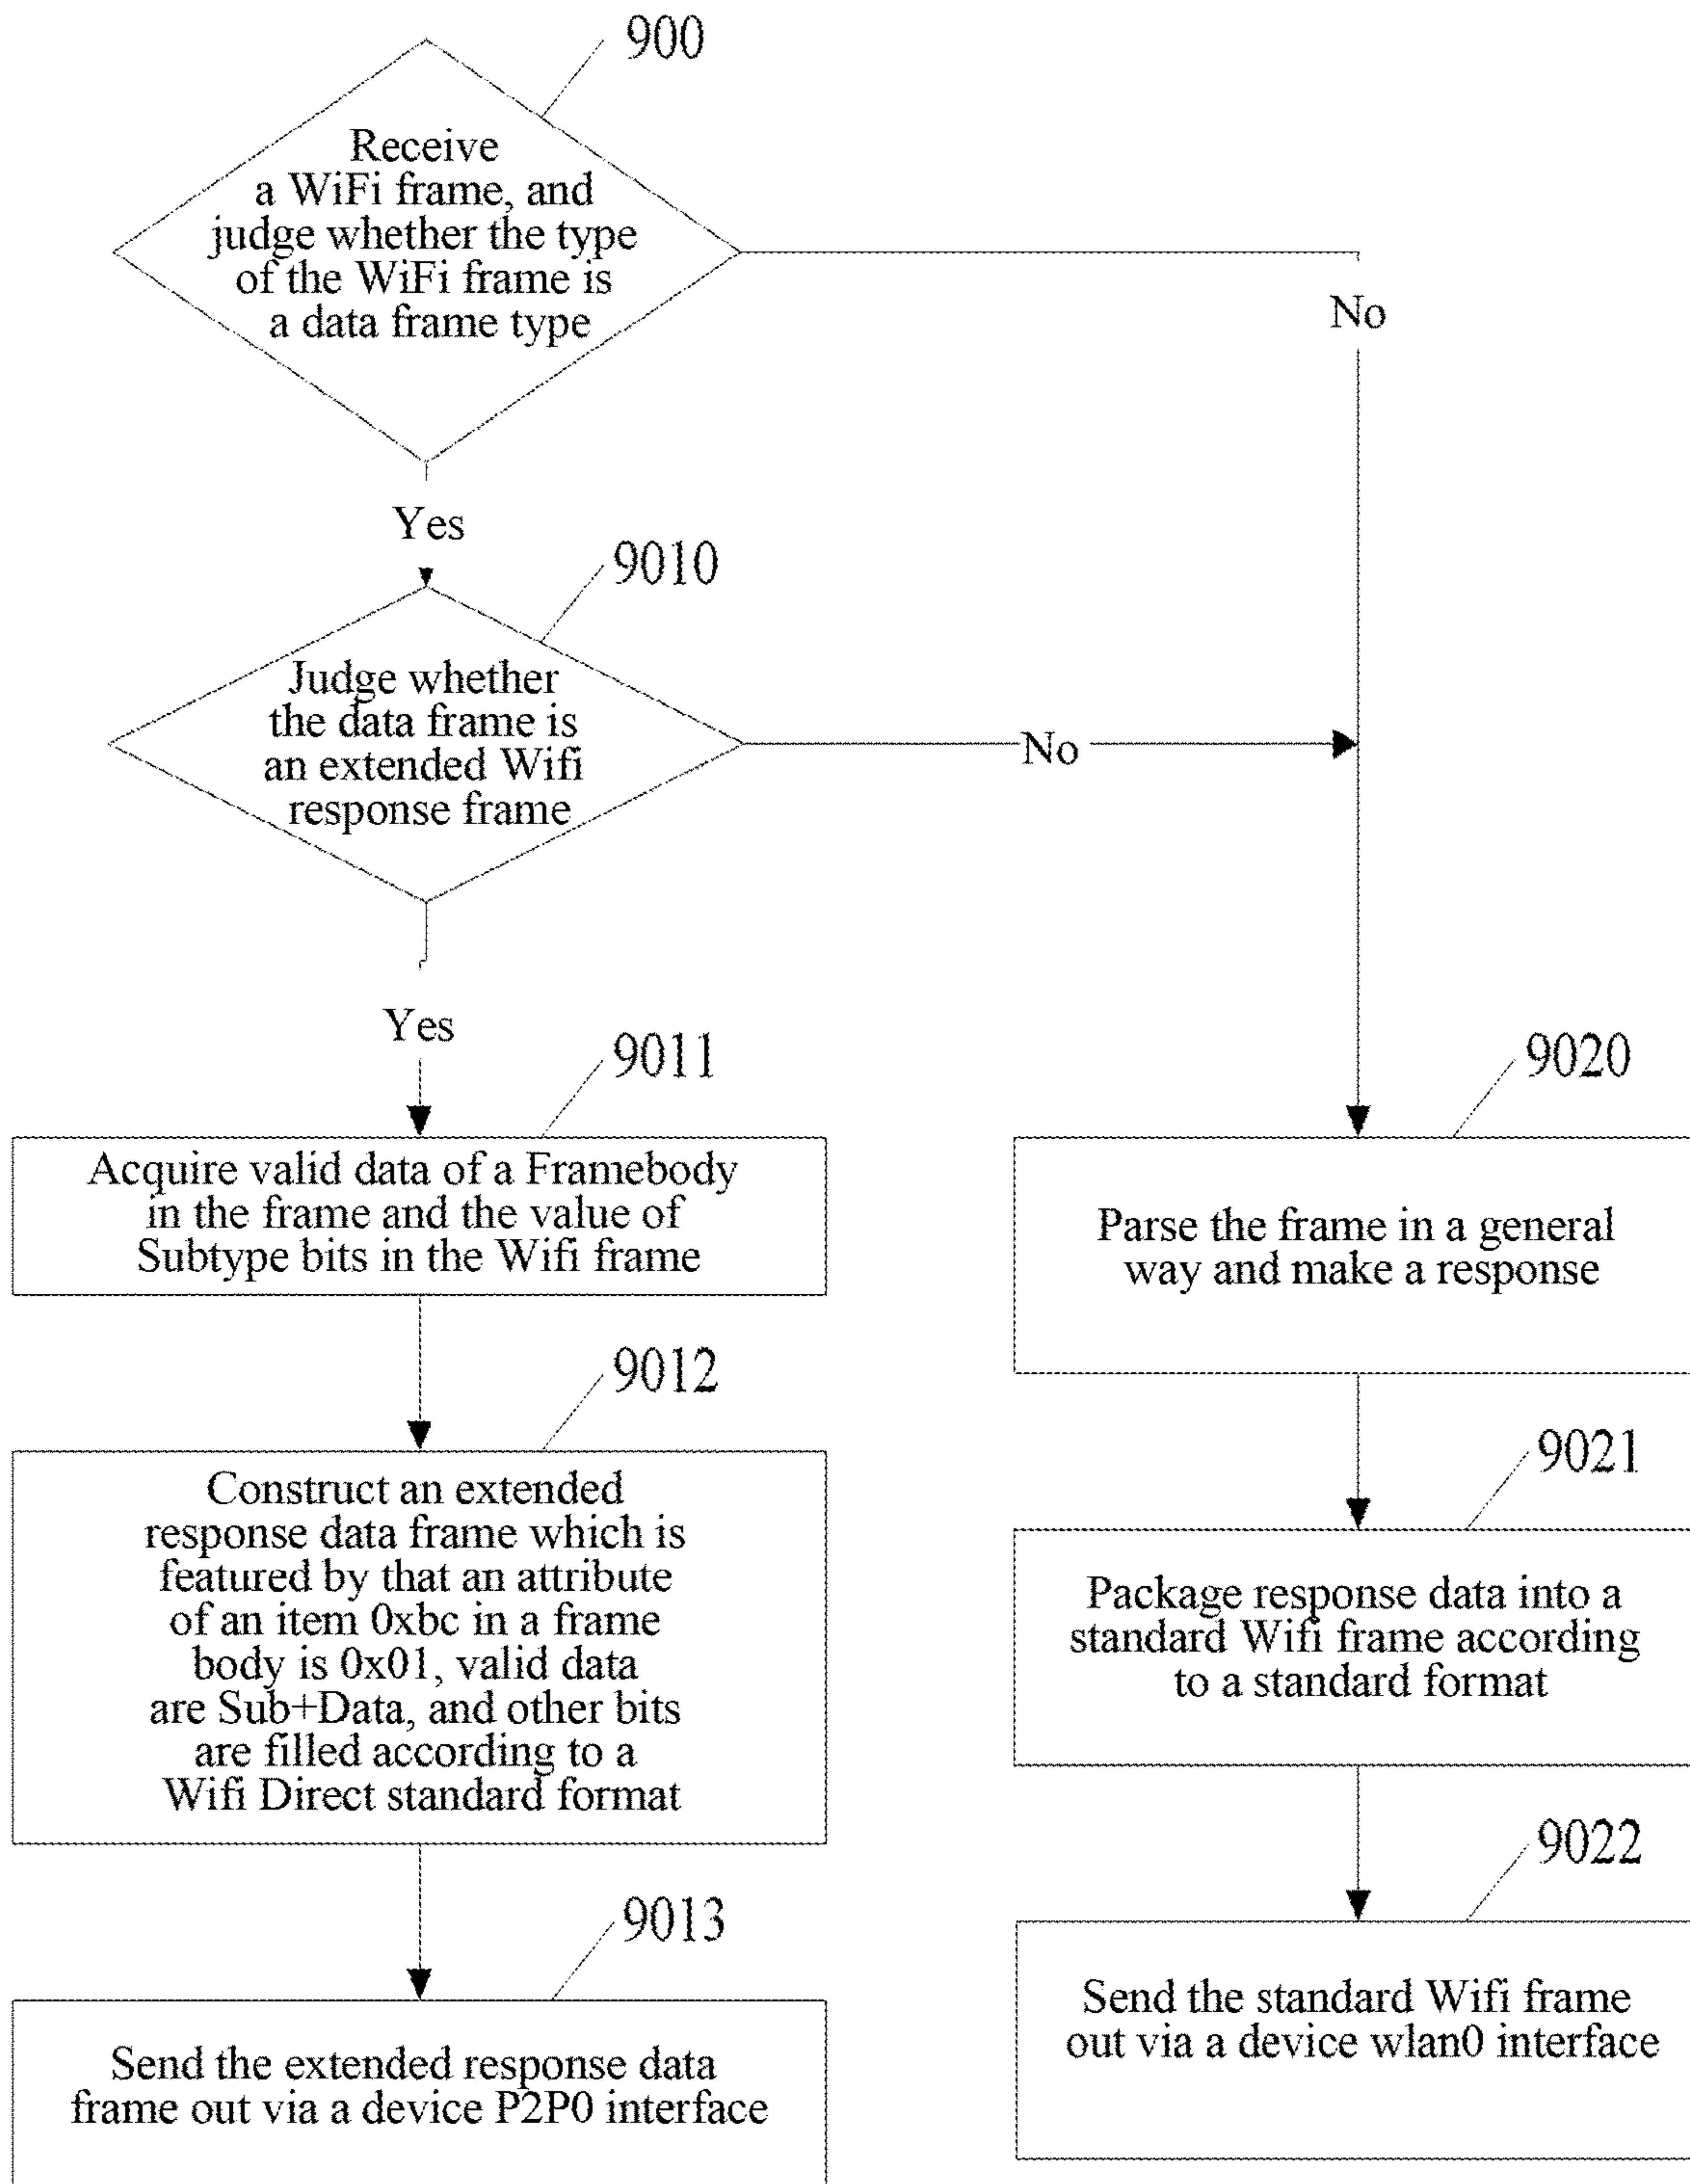 900
Receive
a WiFi frame, and
judge whether the type
of the WiFi frame is
a data frame type
No
Yes
9010
Judge whether
the data frame is
an extended Wifi
response frame
No
Yes
9011
Acquire valid data of a Framebody
in the frame and the value of
Subtype bits in the Wifi frame
9020
Parse the frame in a general
way and make a response
9012
Construct an extended
response data frame which is
featured by that an attribute
of an item 0xbc in a frame
body is 0x01, valid data
are Sub+Data, and other bits
are filled according to a
Wifi Direct standard format
9021
Package response data into a
standard Wifi frame according
to a standard format
9013
Send the extended response data
frame out via a device P2P0 interface
9022
Send the standard Wifi frame
out via a device wlan0 interface